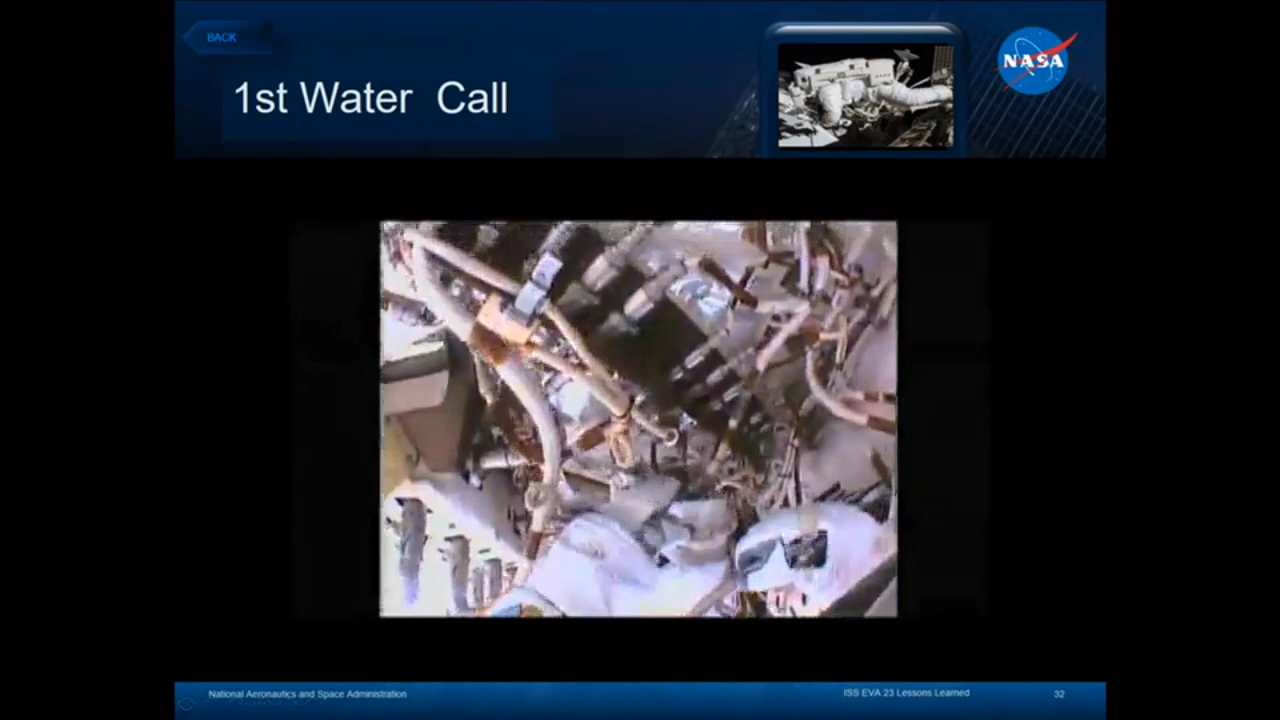 BACK
NASA
1st Water Call
National Aeronautics and Space Administration
ISS EVA 23 Lessons Learned
32